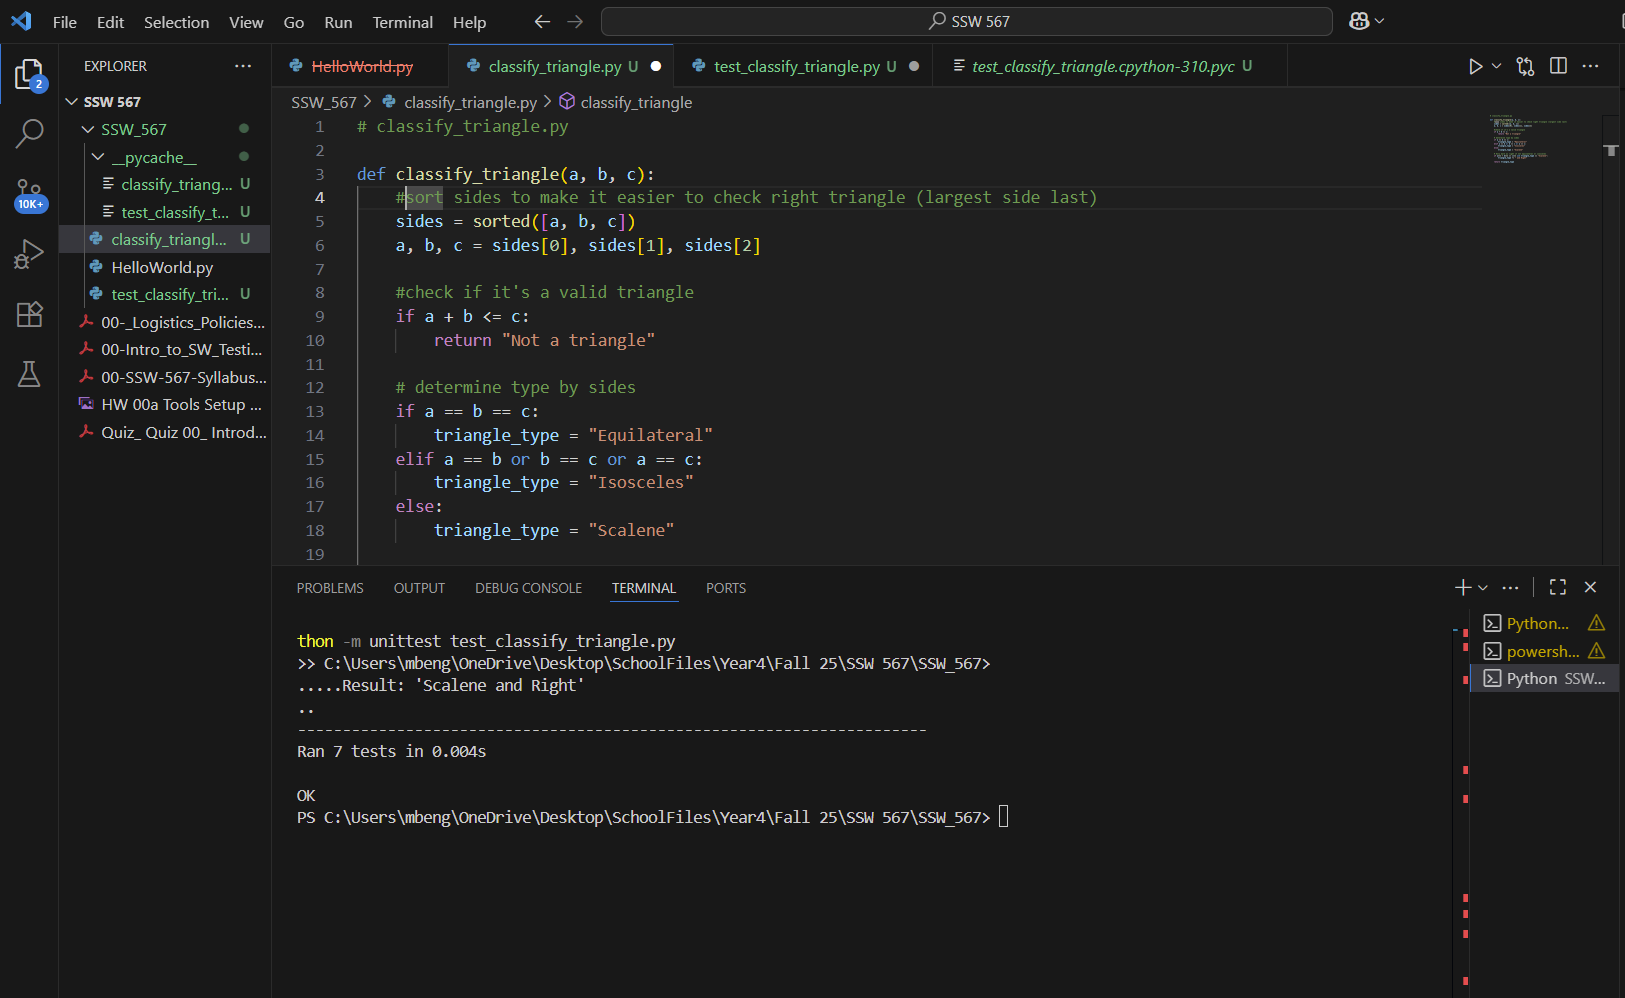 File Edit Selection View Go Run Terminal Help
SSW 567
EXPLORER
2
10K+
SSW 567
SSW_567
__pycache__
classify_triang... U
test_classify_t... U
classify_triangl... U
HelloWorld.py
test_classify_tri... U
00-_Logistics_Policies...
00-Intro_to_SW_Testi...
00-SSW-567-Syllabus...
HW 00a Tools Setup ...
Quiz_ Quiz 00_ Introd...
HelloWorld.py classify_triangle.py U test_classify_triangle.py U test_classify_triangle.cpython-310.pyc U
SSW_567 > classify_triangle.py > classify_triangle
1 # classify_triangle.py
2
3 def classify_triangle(a, b, c):
4 #sort sides to make it easier to check right triangle (largest side last)
5 sides = sorted([a, b, c])
6 a, b, c = sides[0], sides[1], sides[2]
7
8 #check if it's a valid triangle
9 if a + b <= c:
10 return "Not a triangle"
11
12 # determine type by sides
13 if a == b == c:
14 triangle_type = "Equilateral"
15 elif a == b or b == c or a == c:
16 triangle_type = "Isosceles"
17 else:
18 triangle_type = "Scalene"
19
PROBLEMS OUTPUT DEBUG CONSOLE TERMINAL PORTS
thon -m unittest test_classify_triangle.py
>> C:\Users\mbeng\OneDrive\Desktop\SchoolFiles\Year4\Fall 25\SSW 567\SSW_567>
.....Result: 'Scalene and Right'
..
----------------------------------------------------------------------
Ran 7 tests in 0.004s
OK
PS C:\Users\mbeng\OneDrive\Desktop\SchoolFiles\Year4\Fall 25\SSW 567\SSW_567>
Python...
powersh...
Python SSW...